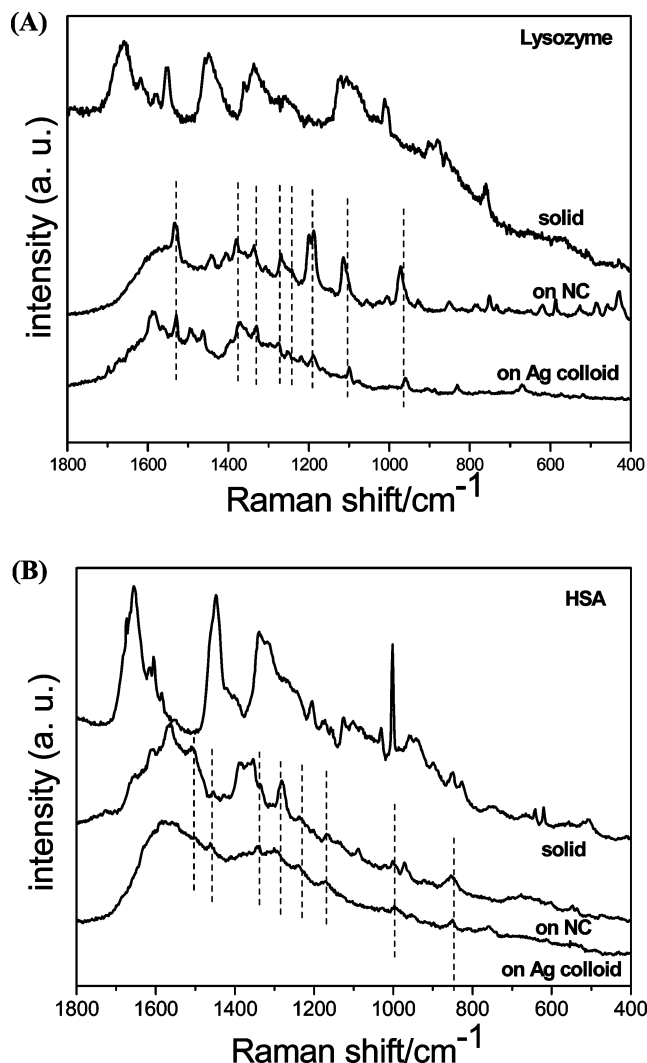 (A)
Lysozyme
solid
on NC
on Ag colloid
intensity (a. u.)
1800 1600 1400 1200 1000 800 600 400
Raman shift/cm-1
(B)
HSA
solid
on NC
on Ag colloid
intensity (a. u.)
1800 1600 1400 1200 1000 800 600 400
Raman shift/cm-1